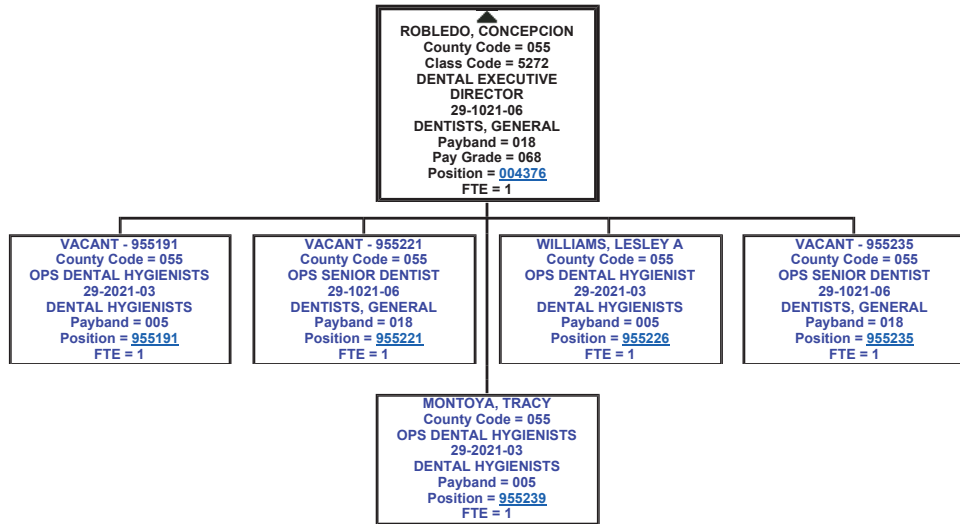 ROBLEDO, CONCEPCION
County Code = 055
Class Code = 5272
DENTAL EXECUTIVE
DIRECTOR
29-1021-06
DENTISTS, GENERAL
Payband = 018
Pay Grade = 068
Position = 004376
FTE = 1
VACANT - 955191
County Code = 055
OPS DENTAL HYGIENISTS
29-2021-03
DENTAL HYGIENISTS
Payband = 005
Position = 955191
FTE = 1
VACANT - 955221
County Code = 055
OPS SENIOR DENTIST
29-1021-06
DENTISTS, GENERAL
Payband = 018
Position = 955221
FTE = 1
WILLIAMS, LESLEY A
County Code = 055
OPS DENTAL HYGIENIST
29-2021-03
DENTAL HYGIENISTS
Payband = 005
Position = 955226
FTE = 1
VACANT - 955235
County Code = 055
OPS SENIOR DENTIST
29-1021-06
DENTISTS, GENERAL
Payband = 018
Position = 955235
FTE = 1
MONTOYA, TRACY
County Code = 055
OPS DENTAL HYGIENISTS
29-2021-03
DENTAL HYGIENISTS
Payband = 005
Position = 955239
FTE = 1